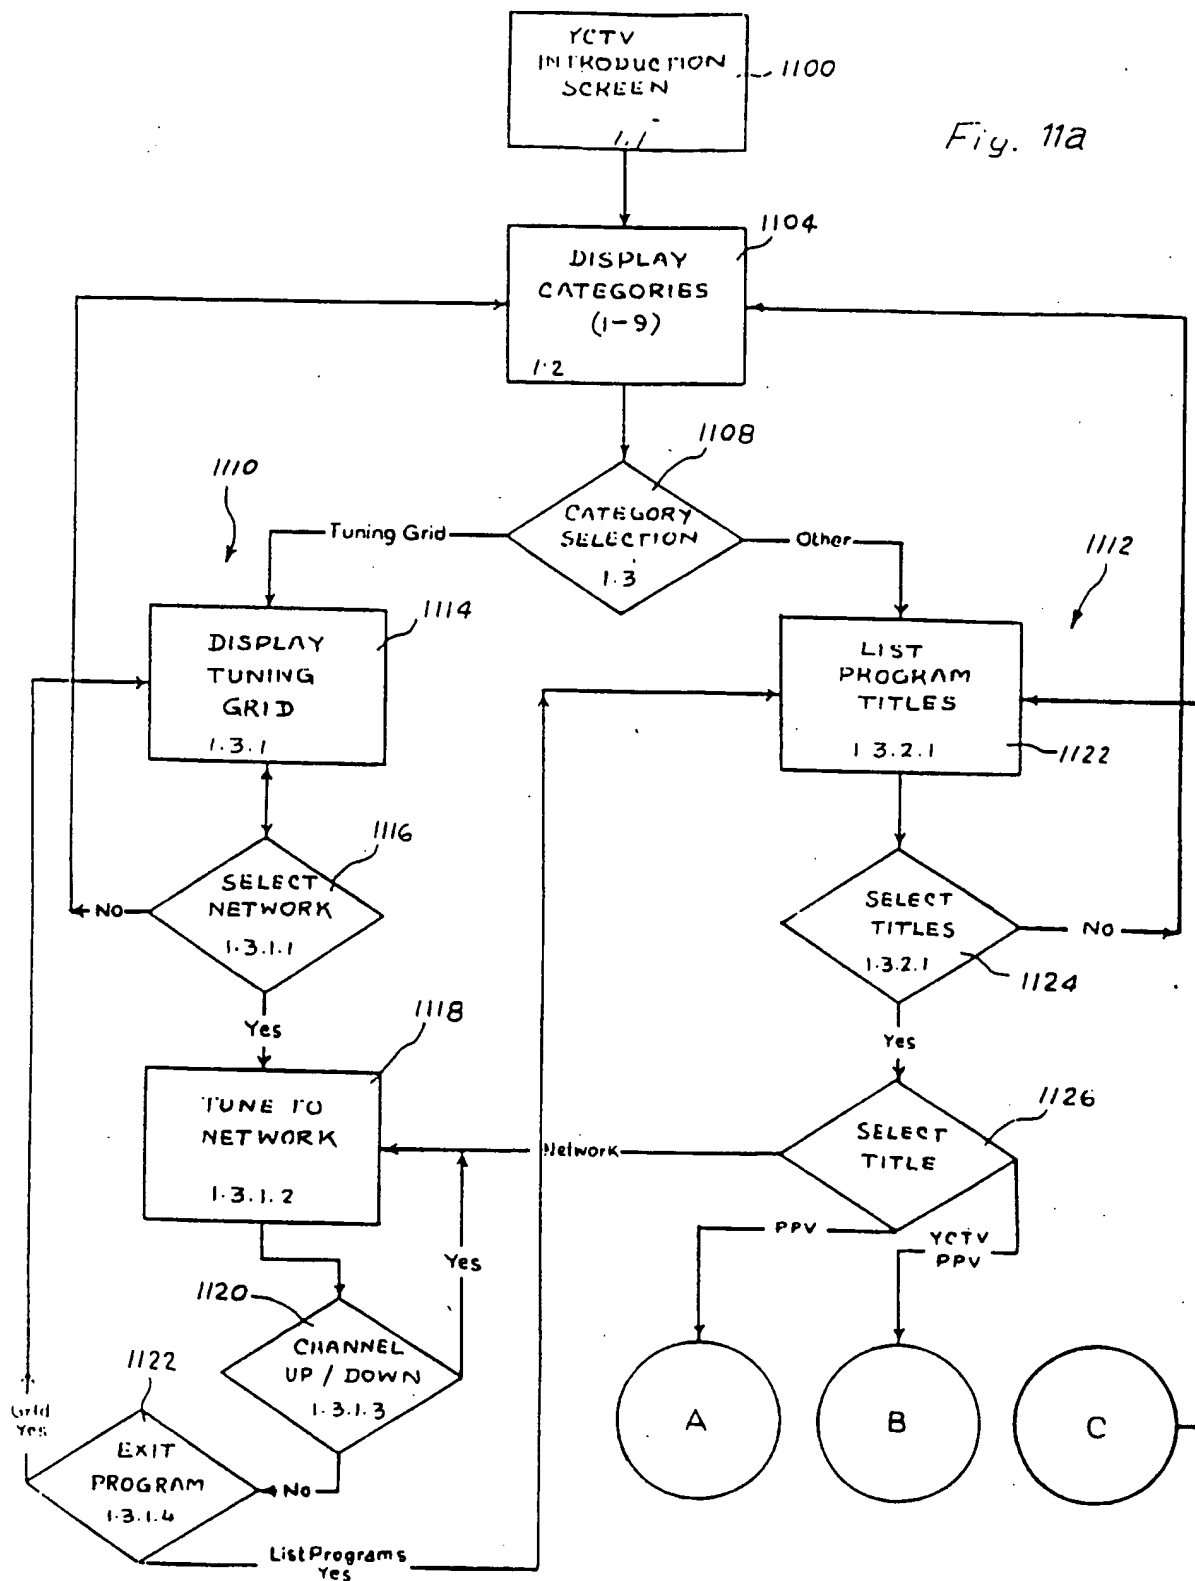 YCTV
INTRODUCTION
SCREEN
1.1
1100
Fig. 11a
1104
DISPLAY
CATEGORIES
(1-9)
1.2
1108
1110
CATEGORY
SELECTION
1.3
Tuning Grid
Other
1112
1114
DISPLAY
TUNING
GRID
1.3.1
LIST
PROGRAM
TITLES
1.3.2.1
1122
1116
SELECT
NETWORK
1.3.1.1
No
Yes
SELECT
TITLES
1.3.2.1
No
1124
Yes
1118
TUNE TO
NETWORK
1.3.1.2
Network
1126
SELECT
TITLE
PPV
YCTV
PPV
Yes
1120
CHANNEL
UP / DOWN
1.3.1.3
1122
Grid
Yes
EXIT
PROGRAM
1.3.1.4
No
List Programs
Yes
A
B
C